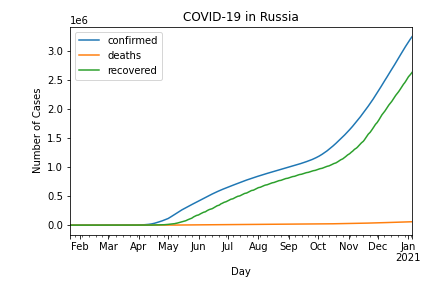 COVID-19 in Russia
1e6
confirmed
deaths
recovered
Number of Cases
3.0
2.5
2.0
1.5
1.0
0.5
0.0
Feb Mar Apr May Jun Jul Aug Sep Oct Nov Dec Jan
2021
Day